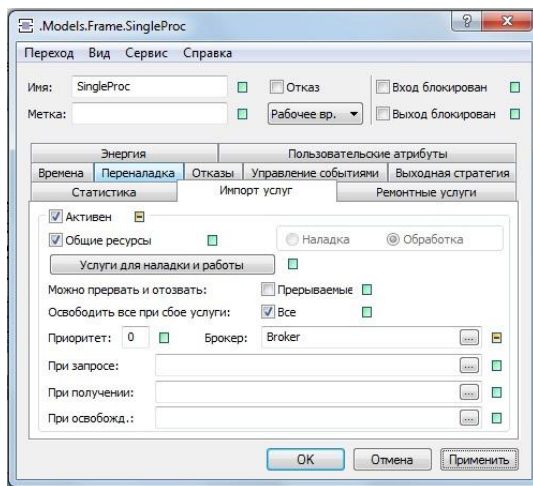 .Models.Frame.SingleProc
Переход Вид Сервис Справка
Имя: SingleProc Отказ Вход блокирован
Метка: Рабочее вр. Выход блокирован
Энергия Пользовательские атрибуты
Времена Переналадка Отказы Управление событиями Выходная стратегия
Статистика Импорт услуг Ремонтные услуги
Активен
Общие ресурсы Наладка Обработка
Услуги для наладки и работы
Можно прервать и отозвать: Прерываемые
Освободить все при сбое услуги: Все
Приоритет: 0 Брокер: Broker ...
При запросе: ...
При получении: ...
При освобожд.: ...
OK Отмена Применить